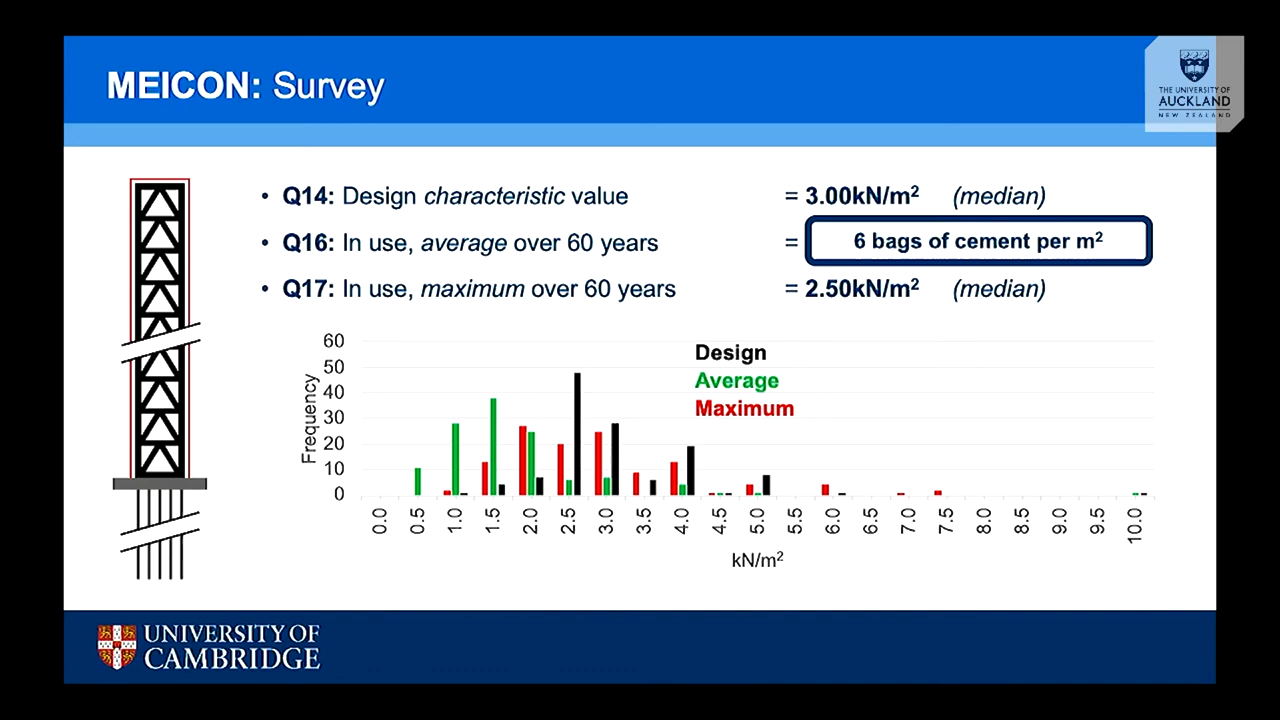 MEICON: Survey
THE UNIVERSITY OF
AUCKLAND
NEW ZEALAND
• Q14: Design characteristic value = 3.00kN/m² (median)
• Q16: In use, average over 60 years = 6 bags of cement per m²
• Q17: In use, maximum over 60 years = 2.50kN/m² (median)
Design
Average
Maximum
Frequency
60
50
40
30
20
10
0
0.0 0.5 1.0 1.5 2.0 2.5 3.0 3.5 4.0 4.5 5.0 5.5 6.0 6.5 7.0 7.5 8.0 8.5 9.0 9.5 10.0
kN/m²
UNIVERSITY OF
CAMBRIDGE